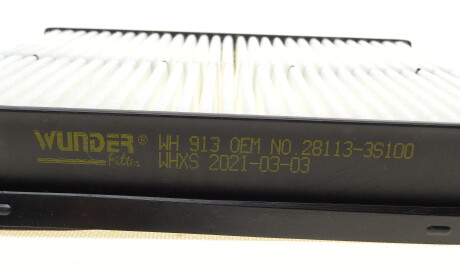 WUNDER® WH 913 OEM NO.28113-3S100
Filter WHXS 2021-03-03